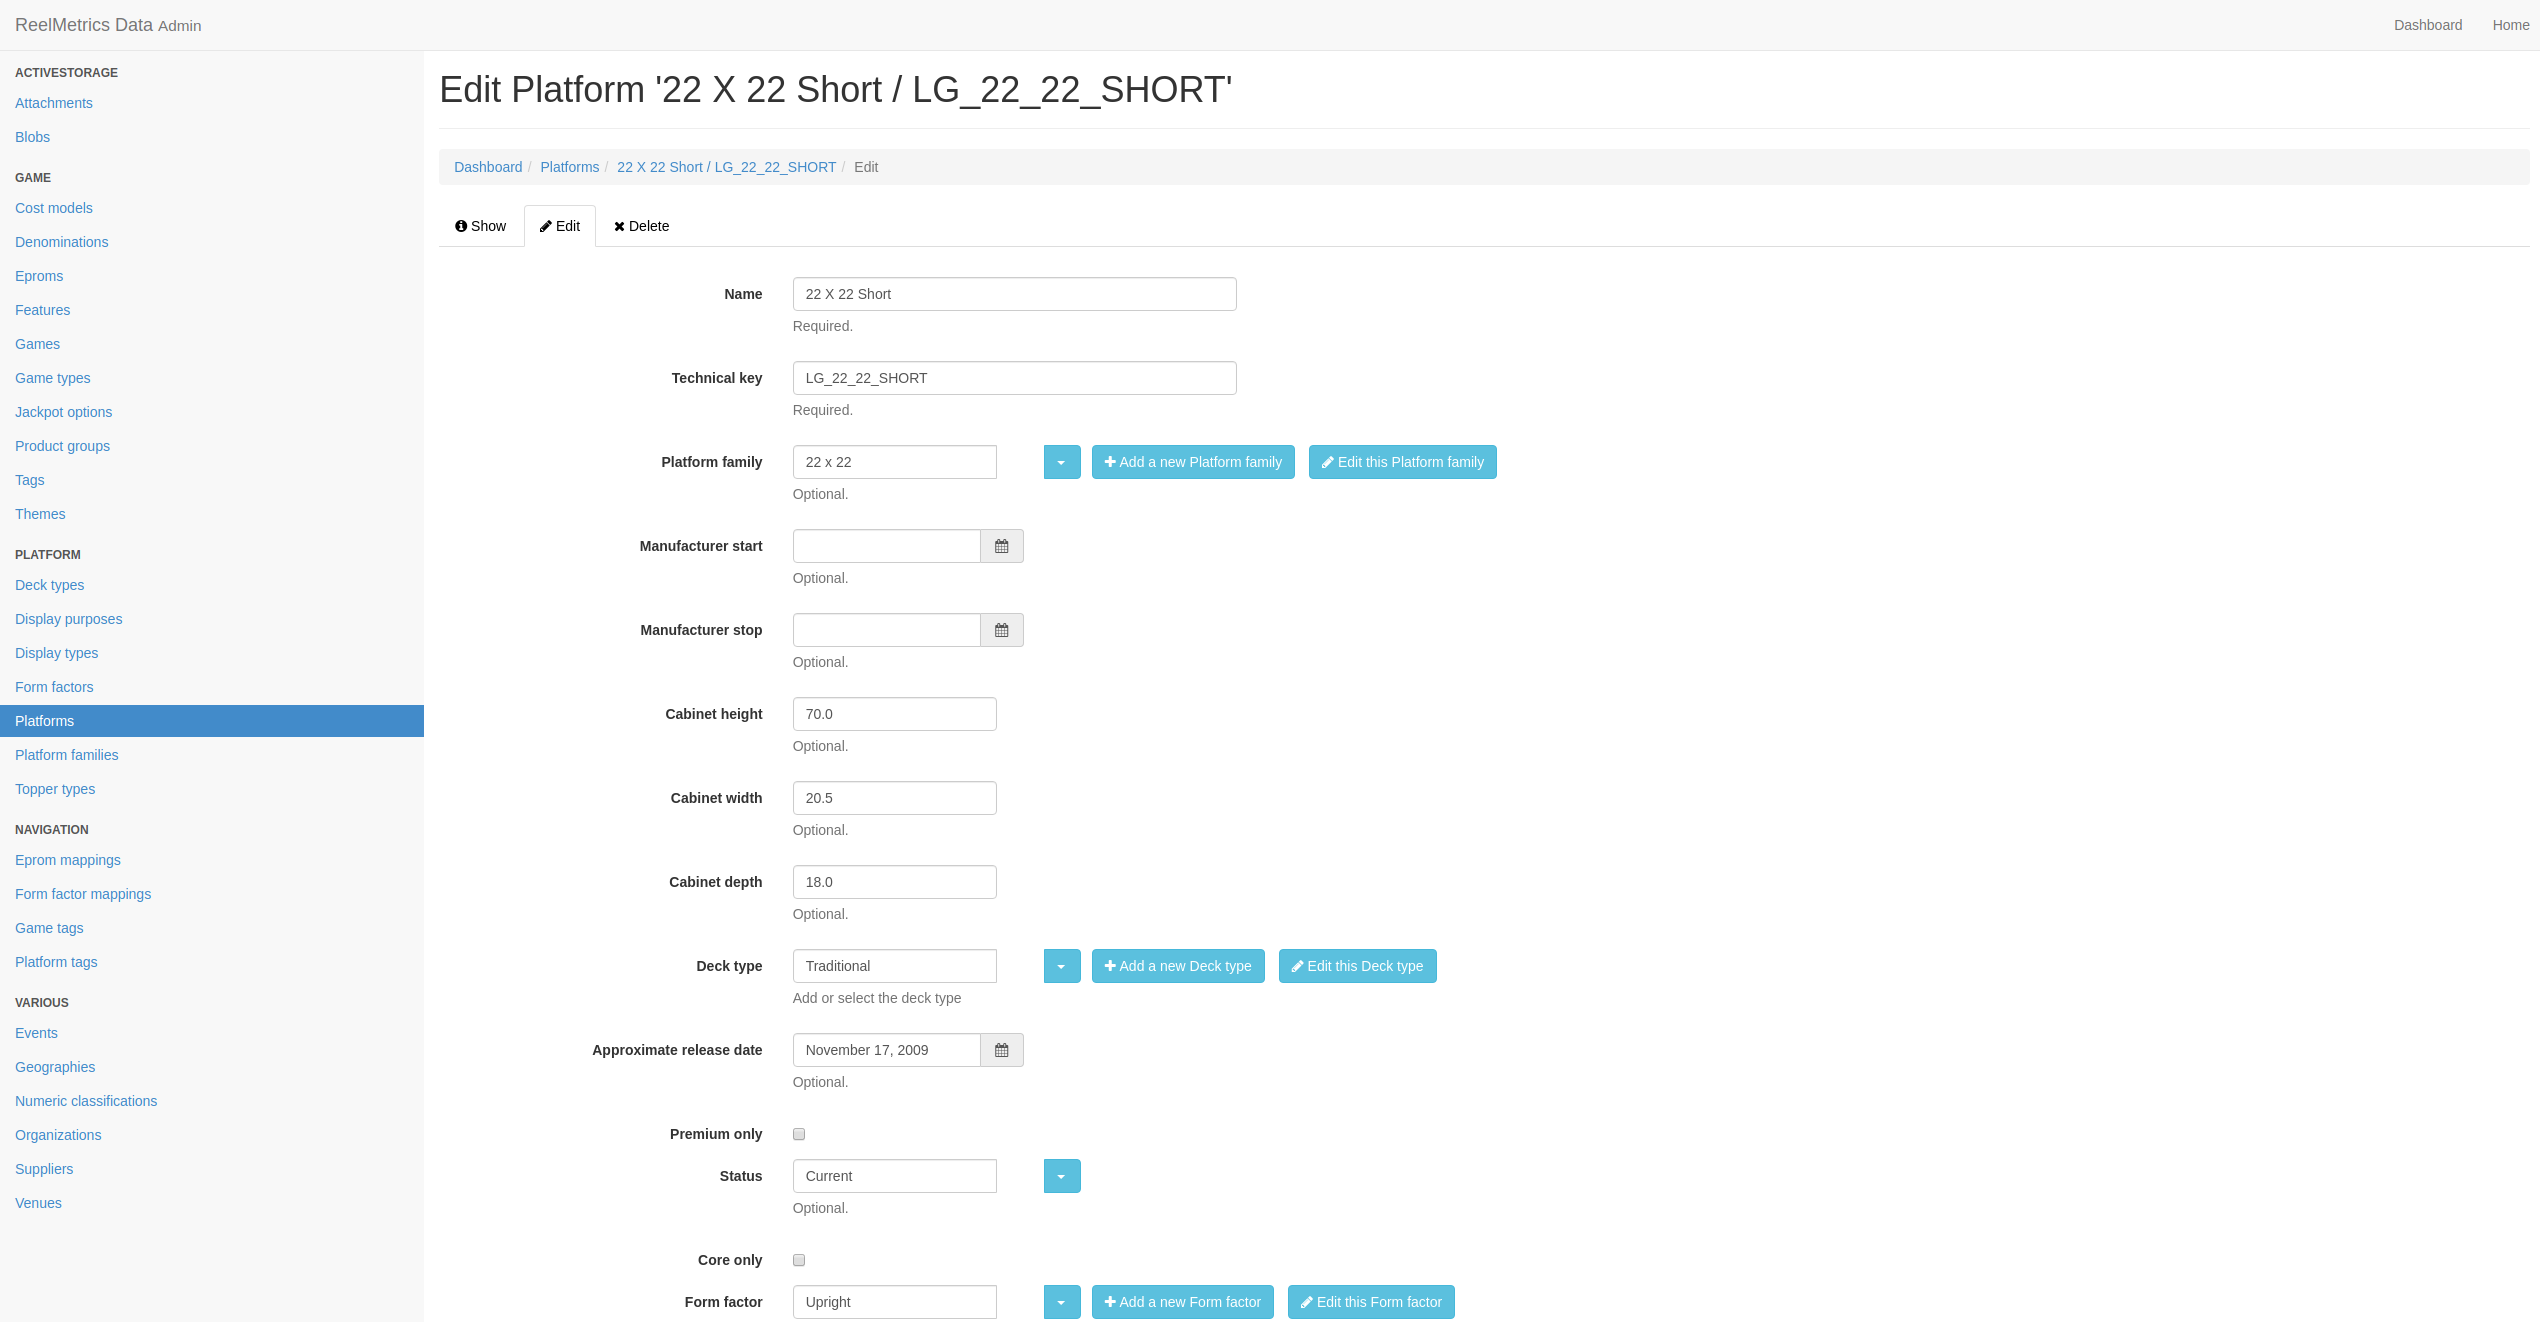 ReelMetrics Data Admin
Dashboard Home
ACTIVESTORAGE
Attachments
Blobs
GAME
Cost models
Denominations
Eproms
Features
Games
Game types
Jackpot options
Product groups
Tags
Themes
PLATFORM
Deck types
Display purposes
Display types
Form factors
Platforms
Platform families
Topper types
NAVIGATION
Eprom mappings
Form factor mappings
Game tags
Platform tags
VARIOUS
Events
Geographies
Numeric classifications
Organizations
Suppliers
Venues
Edit Platform '22 X 22 Short / LG_22_22_SHORT'
Dashboard / Platforms / 22 X 22 Short / LG_22_22_SHORT / Edit
Show Edit Delete
Name 22 X 22 Short
Required.
Technical key LG_22_22_SHORT
Required.
Platform family 22 x 22 Add a new Platform family Edit this Platform family
Optional.
Manufacturer start
Optional.
Manufacturer stop
Optional.
Cabinet height 70.0
Optional.
Cabinet width 20.5
Optional.
Cabinet depth 18.0
Optional.
Deck type Traditional Add a new Deck type Edit this Deck type
Add or select the deck type
Approximate release date November 17, 2009
Optional.
Premium only
Status Current
Optional.
Core only
Form factor Upright Add a new Form factor Edit this Form factor